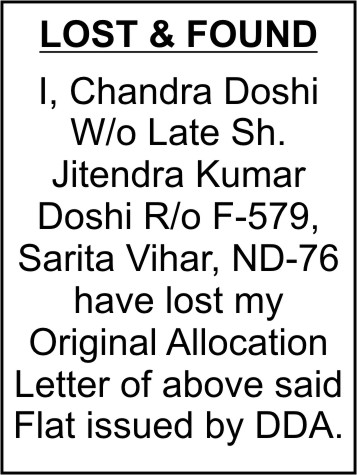 LOST & FOUND
I, Chandra Doshi
W/o Late Sh.
Jitendra Kumar
Doshi R/o F-579,
Sarita Vihar, ND-76
have lost my
Original Allocation
Letter of above said
Flat issued by DDA.